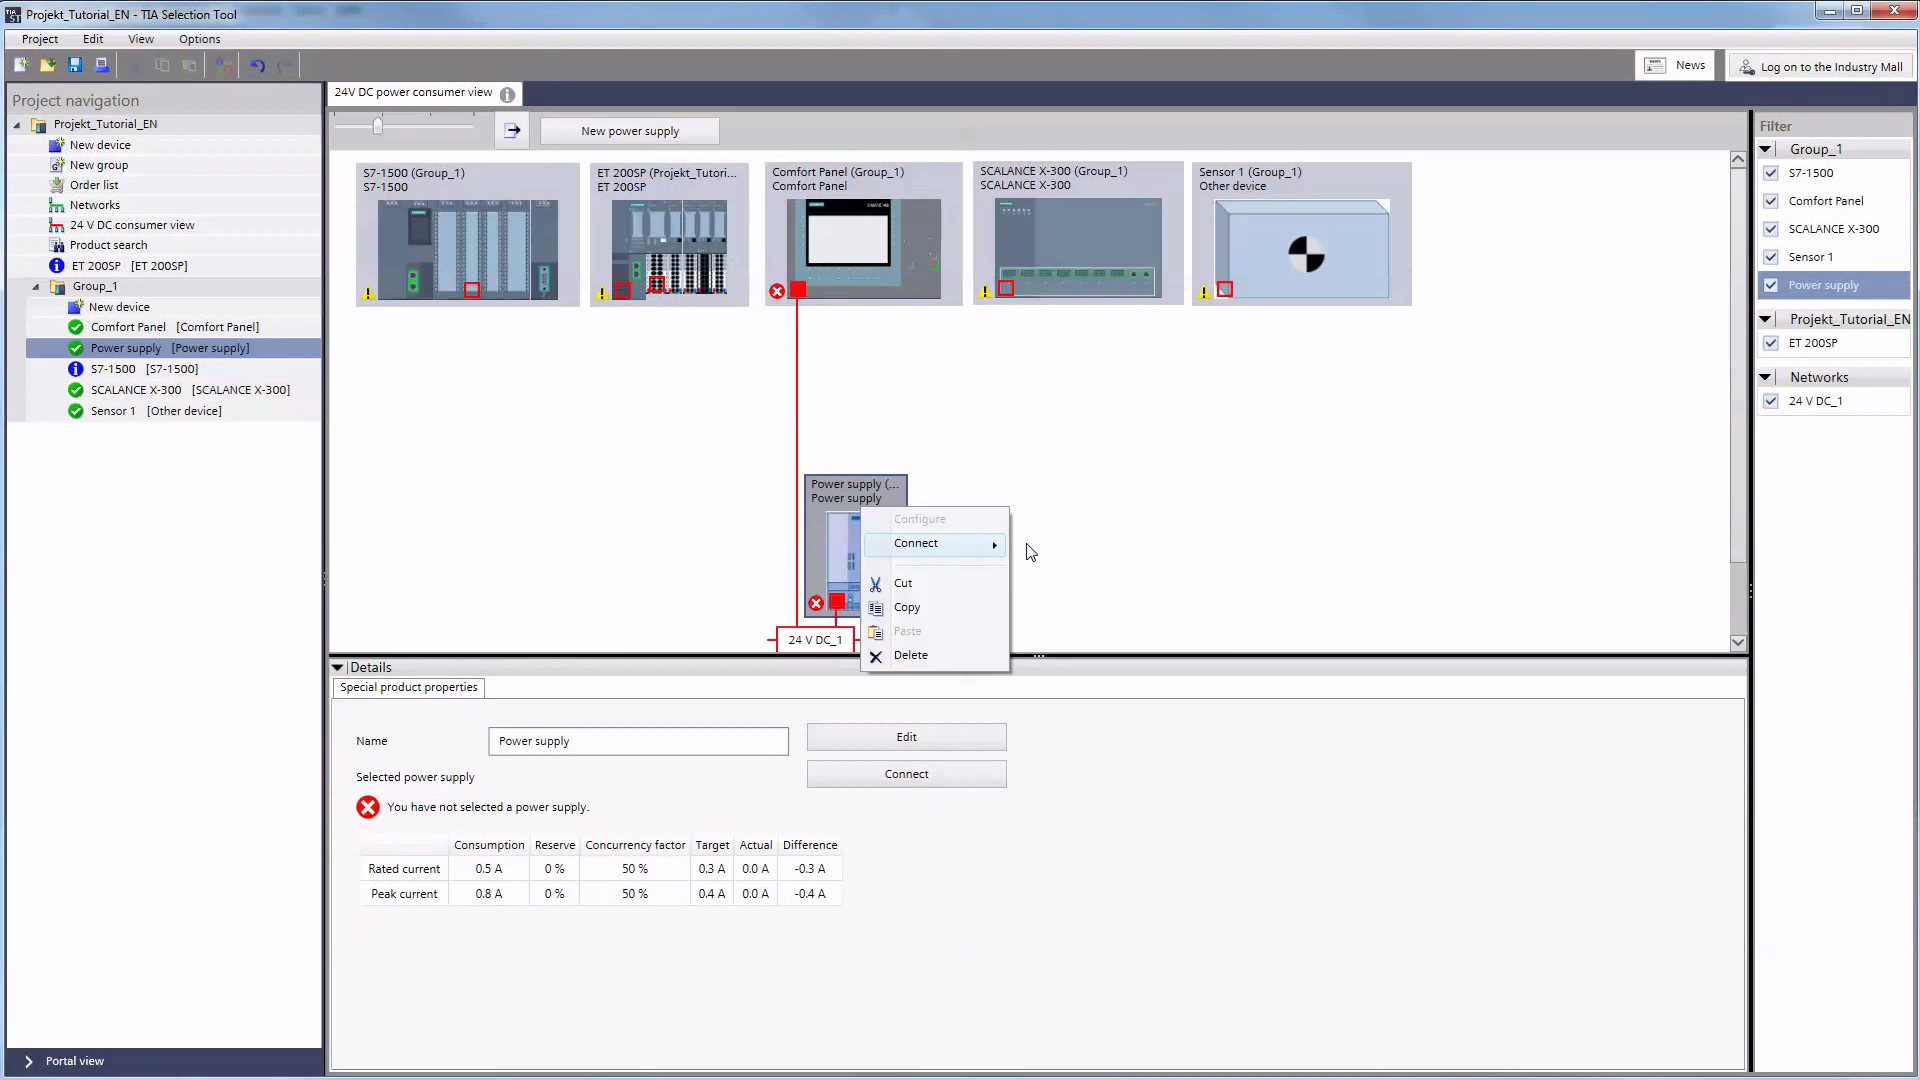 Projekt_Tutorial_EN - TIA Selection Tool
Project Edit View Options
News
Log on to the Industry Mall
Project navigation
Projekt_Tutorial_EN
New device
New group
Order list
Networks
24 V DC consumer view
Product search
ET 200SP [ET 200SP]
Group_1
New device
Comfort Panel [Comfort Panel]
Power supply [Power supply]
S7-1500 [S7-1500]
SCALANCE X-300 [SCALANCE X-300]
Sensor 1 [Other device]
Portal view
24V DC power consumer view
New power supply
S7-1500 (Group_1)
S7-1500
ET 200SP (Projekt_Tutori...
ET 200SP
Comfort Panel (Group_1)
Comfort Panel
SCALANCE X-300 (Group_1)
SCALANCE X-300
Sensor 1 (Group_1)
Other device
Power supply (...
Power supply
24 V DC_1
Configure
Connect
Cut
Copy
Paste
Delete
Details
Special product properties
Name
Power supply
Edit
Connect
Selected power supply
You have not selected a power supply.
Consumption Reserve Concurrency factor Target Actual Difference
Rated current 0.5 A 0 % 50 % 0.3 A 0.0 A -0.3 A
Peak current 0.8 A 0 % 50 % 0.4 A 0.0 A -0.4 A
Filter
Group_1
S7-1500
Comfort Panel
SCALANCE X-300
Sensor 1
Power supply
Projekt_Tutorial_EN
ET 200SP
Networks
24 V DC_1